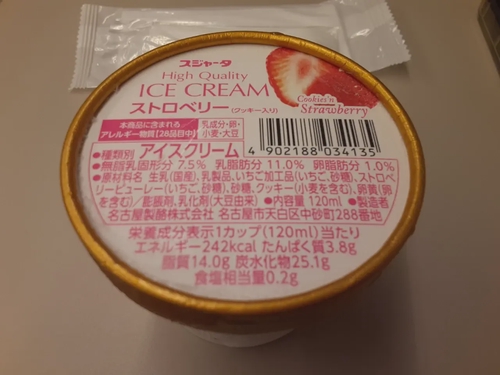 スジャータ
High Quality
ICE CREAM
ストロベリー(クッキー入り)
Cookies'n
Strawberry
本商品に含まれる
アレルギー物質【28品目中】
乳成分・卵・
小麦・大豆
4 902188 034135
●種類別 アイスクリーム
●無脂乳固形分 7.5% 乳脂肪分 11.0% 卵脂肪分 1.0%
●原材料名 生乳(国産)、乳製品、いちご加工品(いちご、砂糖)、ストロベ
リーピューレー(いちご、砂糖)、砂糖、クッキー(小麦を含む)、卵黄(卵
を含む)/膨脹剤、乳化剤(大豆由来) ●内容量 120ml ●製造者
名古屋製酪株式会社 名古屋市天白区中砂町288番地
栄養成分表示1カップ(120ml)当たり
エネルギー242kcal たんぱく質3.8g
脂質14.0g 炭水化物25.1g
食塩相当量0.2g